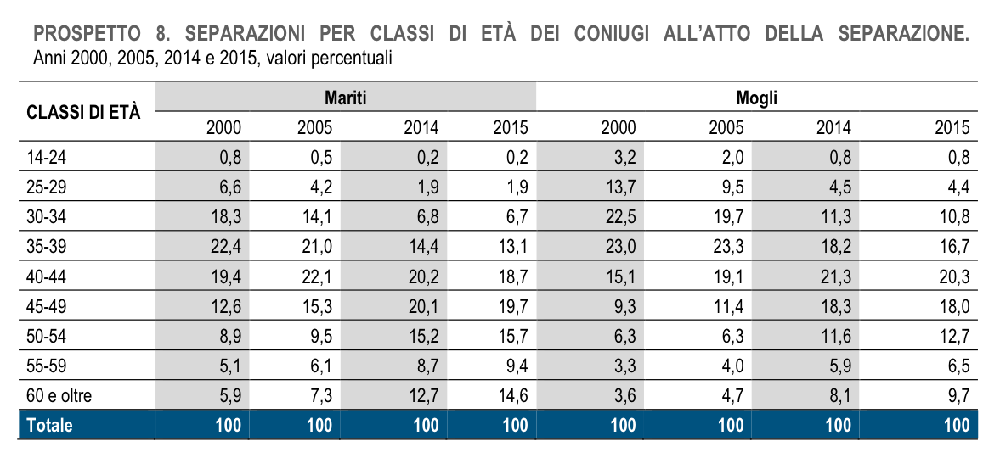 PROSPETTO 8. SEPARAZIONI PER CLASSI DI ETÀ DEI CONIUGI ALL'ATTO DELLA SEPARAZIONE.
Anni 2000, 2005, 2014 e 2015, valori percentuali
CLASSI DI ETÀ Mariti Mogli
2000 2005 2014 2015 2000 2005 2014 2015
14-24 0,8 0,5 0,2 0,2 3,2 2,0 0,8 0,8
25-29 6,6 4,2 1,9 1,9 13,7 9,5 4,5 4,4
30-34 18,3 14,1 6,8 6,7 22,5 19,7 11,3 10,8
35-39 22,4 21,0 14,4 13,1 23,0 23,3 18,2 16,7
40-44 19,4 22,1 20,2 18,7 15,1 19,1 21,3 20,3
45-49 12,6 15,3 20,1 19,7 9,3 11,4 18,3 18,0
50-54 8,9 9,5 15,2 15,7 6,3 6,3 11,6 12,7
55-59 5,1 6,1 8,7 9,4 3,3 4,0 5,9 6,5
60 e oltre 5,9 7,3 12,7 14,6 3,6 4,7 8,1 9,7
Totale 100 100 100 100 100 100 100 100